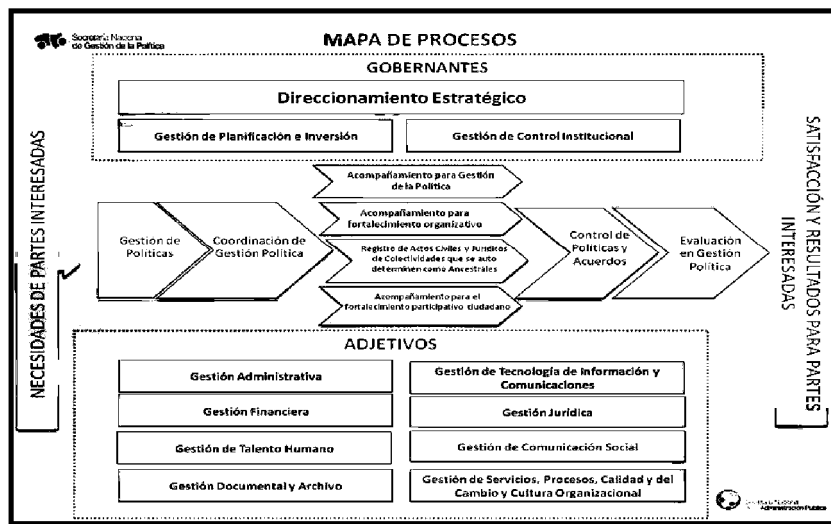 Secretaría Nacional
de Gestión de la Política
MAPA DE PROCESOS
GOBERNANTES
Direccionamiento Estratégico
Gestión de Planificación e Inversión
Gestión de Control Institucional
NECESIDADES DE PARTES INTERESADAS
Acompañamiento para Gestión
de la Política
Acompañamiento para
fortalecimiento organizativo
Registro de Actos Civiles y Jurídicos
de Colectividades que se auto
determinen como Ancestrales
Acompañamiento para el
fortalecimiento participativo ciudadano
Gestión de
Políticas
Coordinación de
Gestión Política
Control de
Políticas y
Acuerdos
Evaluación
en Gestión
Política
SATISFACCIÓN Y RESULTADOS PARA PARTES
INTERESADAS
ADJETIVOS
Gestión Administrativa
Gestión de Tecnología de Información y
Comunicaciones
Gestión Financiera
Gestión Jurídica
Gestión de Talento Humano
Gestión de Comunicación Social
Gestión Documental y Archivo
Gestión de Servicios, Procesos, Calidad y del
Cambio y Cultura Organizacional
Administración Pública